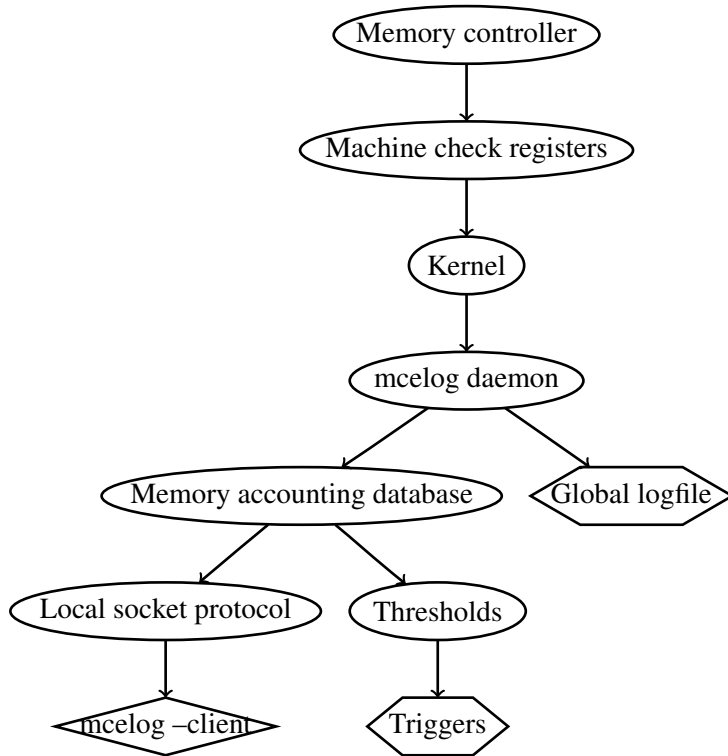 Memory controller
Machine check registers
Kernel
mcelog daemon
Memory accounting database
Global logfile
Local socket protocol
Thresholds
mcelog –client
Triggers